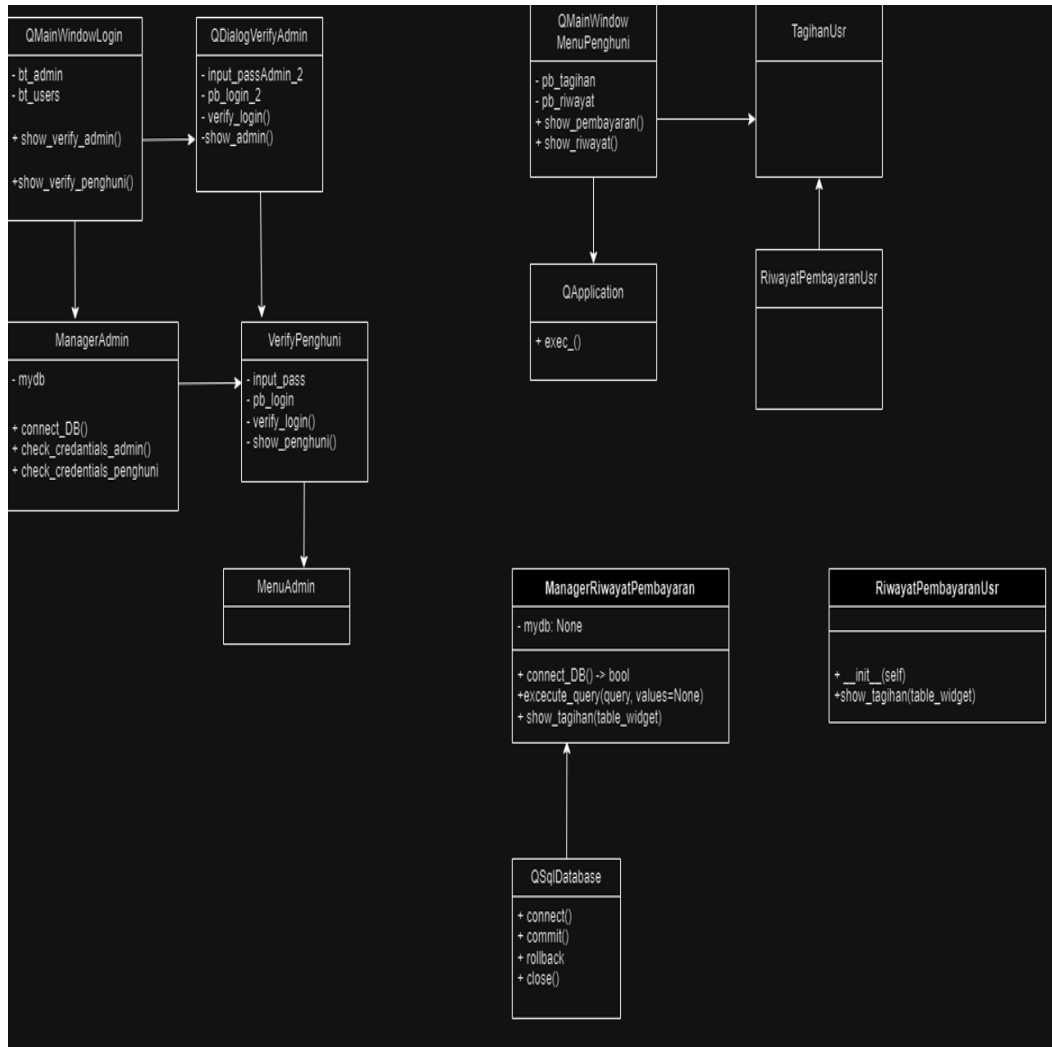 QMainWindowLogin
- bt_admin
- bt_users
+ show_verify_admin()
+show_verify_penghuni()
QDialogVerifyAdmin
- input_passAdmin_2
- pb_login_2
- verify_login()
-show_admin()
QMainWindow
MenuPenghuni
- pb_tagihan
- pb_riwayat
+ show_pembayaran()
+ show_riwayat()
TagihanUsr
QApplication
+ exec_()
RiwayatPembayaranUsr
ManagerAdmin
- mydb
+ connect_DB()
+ check_credantials_admin()
+ check_credentials_penghuni
VerifyPenghuni
- input_pass
- pb_login
- verify_login()
- show_penghuni()
MenuAdmin
ManagerRiwayatPembayaran
- mydb: None
+ connect_DB() -> bool
+excecute_query(query, values=None)
+ show_tagihan(table_widget)
RiwayatPembayaranUsr
+ __init__(self)
+show_tagihan(table_widget)
QSqlDatabase
+ connect()
+ commit()
+ rollback
+ close()